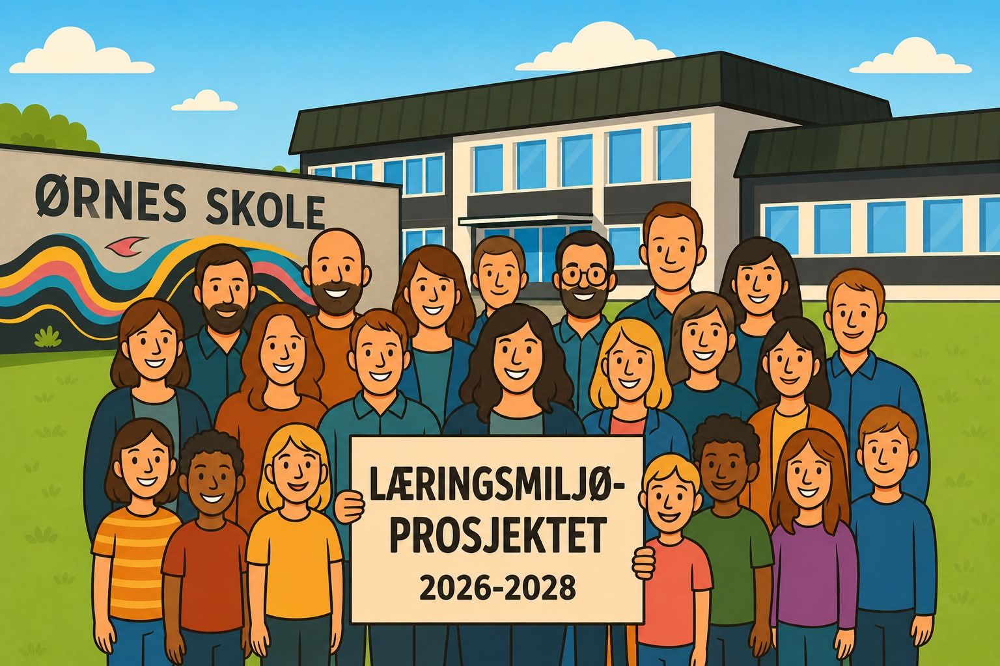 ØRNES SKOLE
LÆRINGSMILJØ-
PROSJEKTET
2026-2028